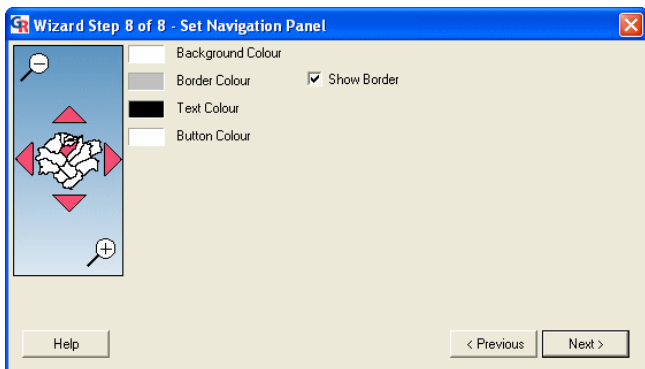 GR Wizard Step 8 of 8 - Set Navigation Panel
Background Colour
Border Colour
Show Border
Text Colour
Button Colour
Help
< Previous
Next >